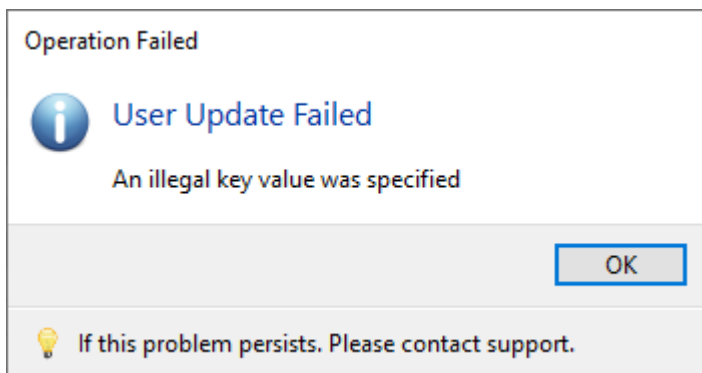 Operation Failed
User Update Failed
An illegal key value was specified
OK
If this problem persists. Please contact support.